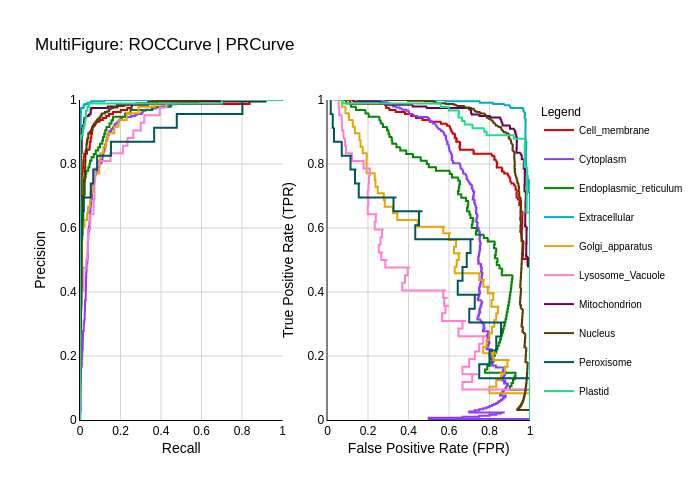 MultiFigure: ROCCurve | PRCurve
1
0.8
0.6
0.4
0.2
0
0
0.2
0.4
0.6
0.8
1
Precision
Recall
1
0.8
0.6
0.4
0.2
0
0
0.2
0.4
0.6
0.8
1
True Positive Rate (TPR)
False Positive Rate (FPR)
Legend
Cell_membrane
Cytoplasm
Endoplasmic_reticulum
Extracellular
Golgi_apparatus
Lysosome_Vacuole
Mitochondrion
Nucleus
Peroxisome
Plastid